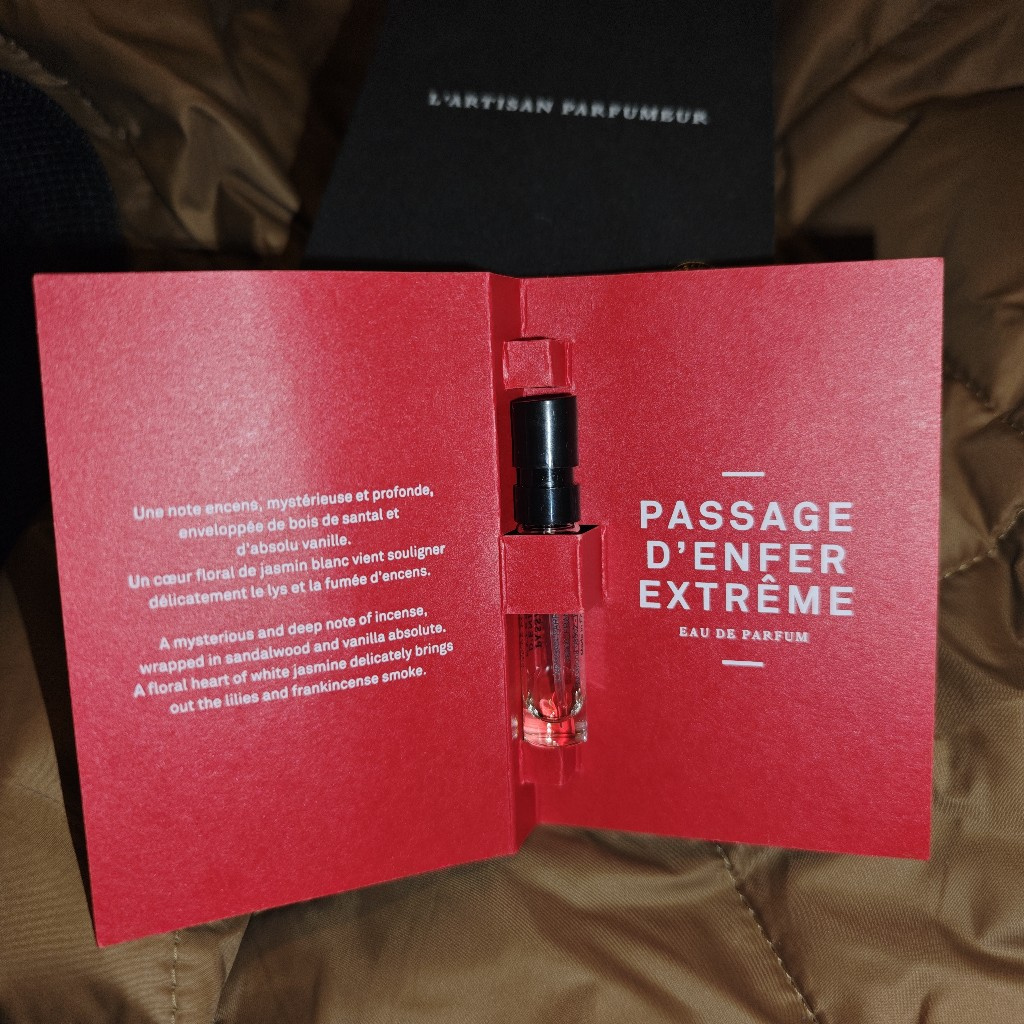 L'ARTISAN PARFUMEUR
Une note encens, mystérieuse et profonde,
enveloppée de bois de santal et
d'absolu vanille.
Un cœur floral de jasmin blanc vient souligner
délicatement le lys et la fumée d'encens.
A mysterious and deep note of incense,
wrapped in sandalwood and vanilla absolute.
A floral heart of white jasmine delicately brings
out the lilies and frankincense smoke.
PASSAGE
D'ENFER
EXTRÊME
EAU DE PARFUM